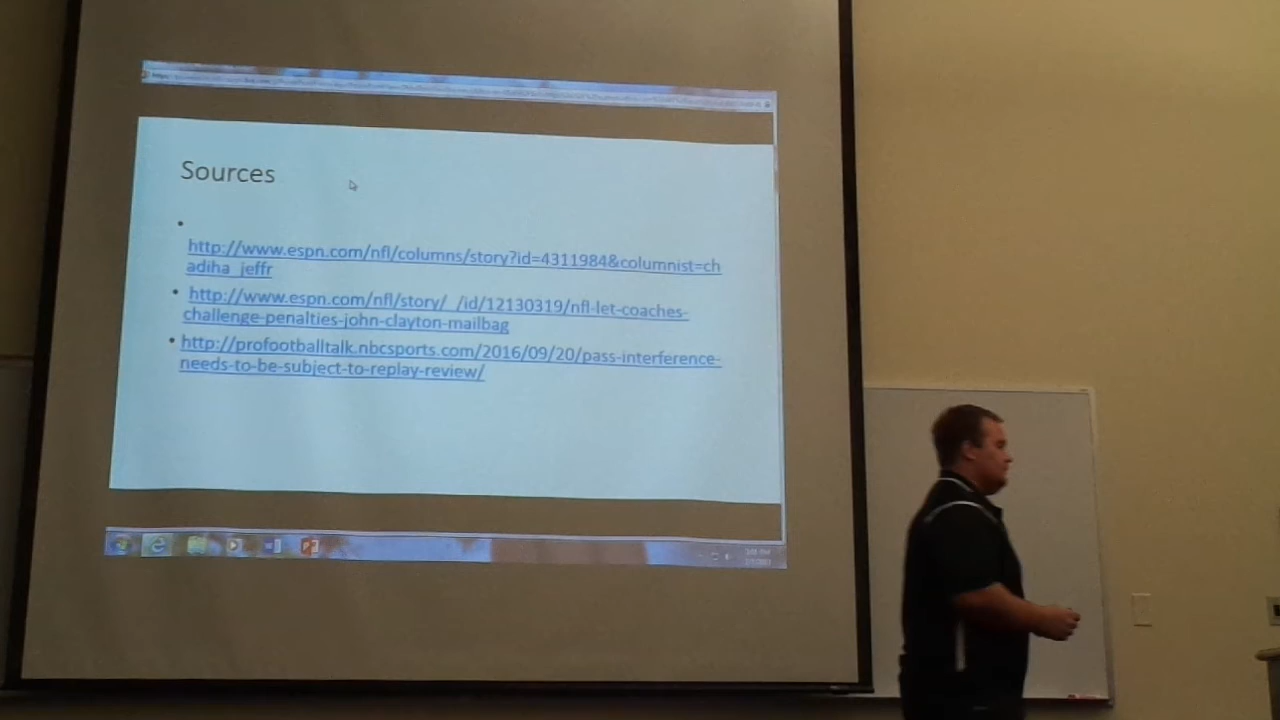 Sources
http://www.espn.com/nfl/columns/story?id=4311984&columnist=ch
adiha_jeffr
http://www.espn.com/nfl/story/_/id/12130319/nfl-let-coaches-
challenge-penalties-john-clayton-mailbag
http://profootballtalk.nbcsports.com/2016/09/20/pass-interference-
needs-to-be-subject-to-replay-review/